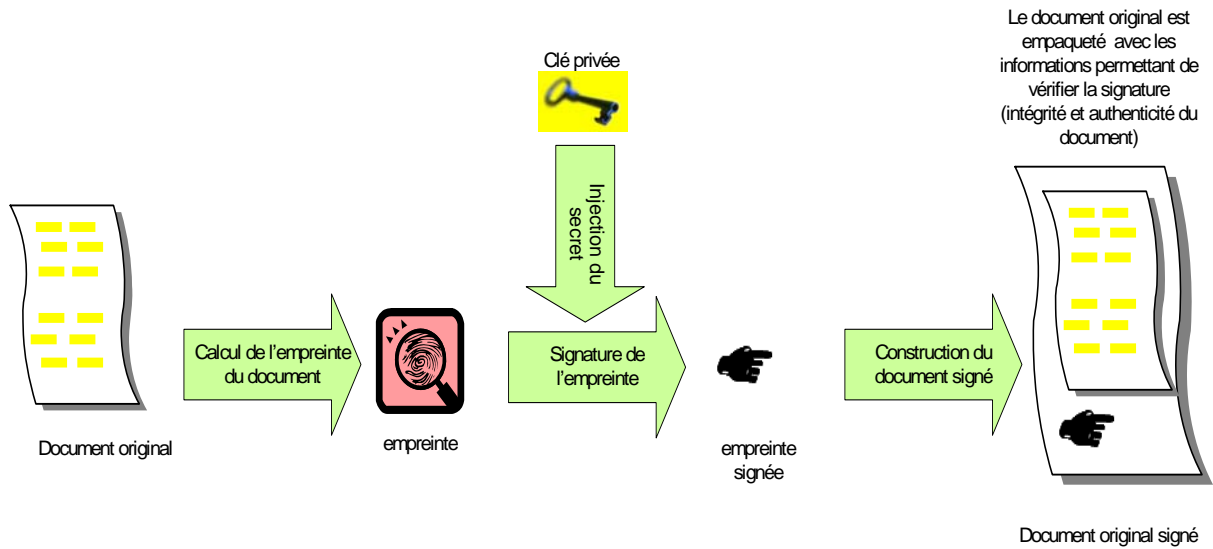 Le document original est
empaqueté avec les
informations permettant de
vérifier la signature
(intégrité et authenticité du
document)
Clé privée
Injection du
secret
Calcul de l'empreinte
du document
Signature de
l'empreinte
Construction du
document signé
Document original
empreinte
empreinte
signée
Document original signé